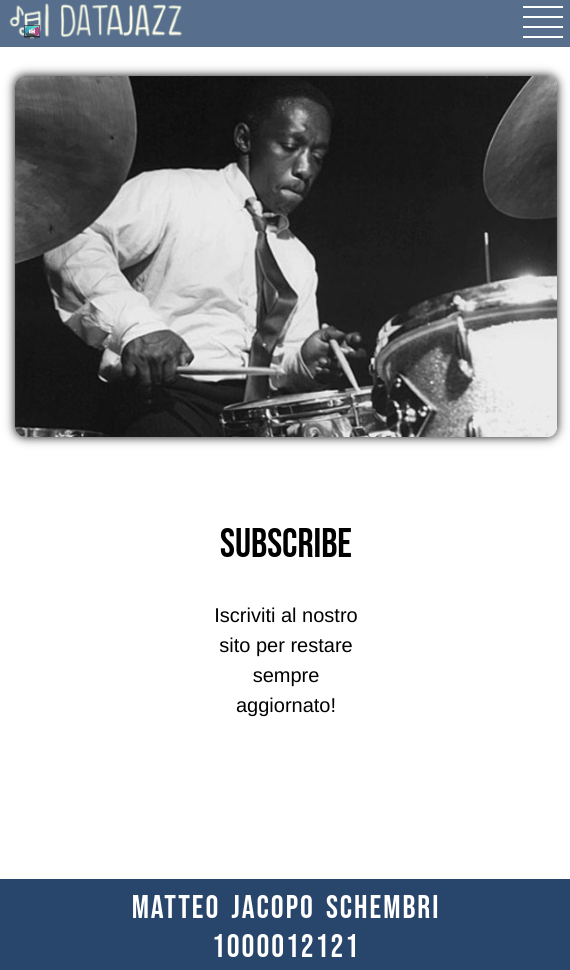 DATAJAZZ
SUBSCRIBE
Iscriviti al nostro
sito per restare
sempre
aggiornato!
MATTEO JACOPO SCHEMBRI
1000012121